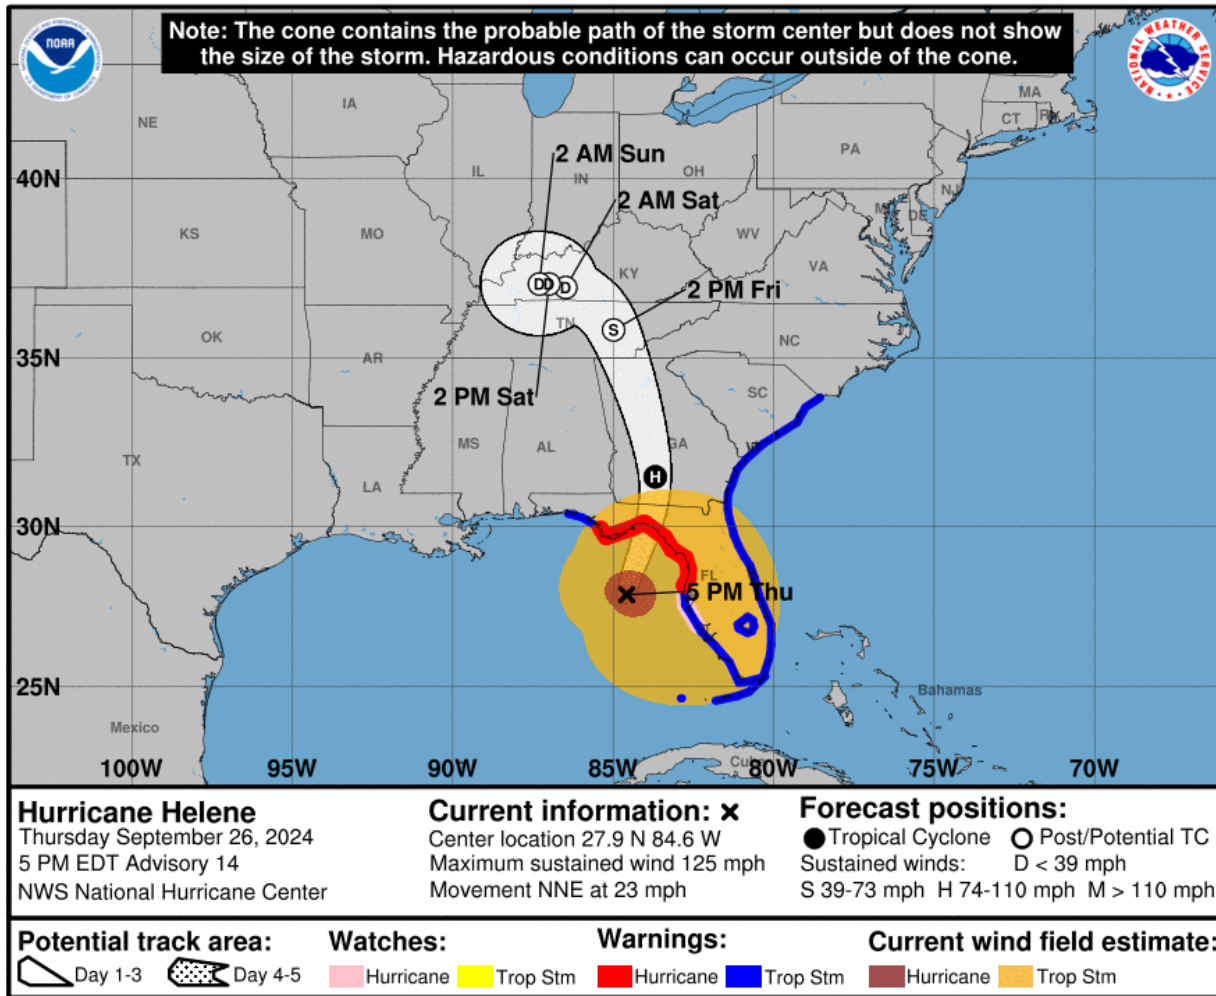 Note: The cone contains the probable path of the storm center but does not show
the size of the storm. Hazardous conditions can occur outside of the cone.
NOAA
NATIONAL WEATHER SERVICE
MA
CT
NE
IA
PA
2 AM Sun
IL
IN
OH
40N
2 AM Sat
NJ
DE
KS
MO
WV
KY
VA
D
D
D
2 PM Fri
TN
S
OK
NC
35N
AR
2 PM Sat
SC
MS
AL
GA
TX
LA
H
30N
FL
5 PM Thu
25N
Bahamas
Mexico
Cuba
100W 95W 90W 85W 80W 75W 70W
Hurricane Helene
Thursday September 26, 2024
5 PM EDT Advisory 14
NWS National Hurricane Center
Current information: ×
Center location 27.9 N 84.6 W
Maximum sustained wind 125 mph
Movement NNE at 23 mph
Forecast positions:
Tropical Cyclone Post/Potential TC
Sustained winds: D < 39 mph
S 39-73 mph H 74-110 mph M > 110 mph
Potential track area:
Day 1-3 Day 4-5
Watches:
Hurricane Trop Stm
Warnings:
Hurricane Trop Stm
Current wind field estimate:
Hurricane Trop Stm